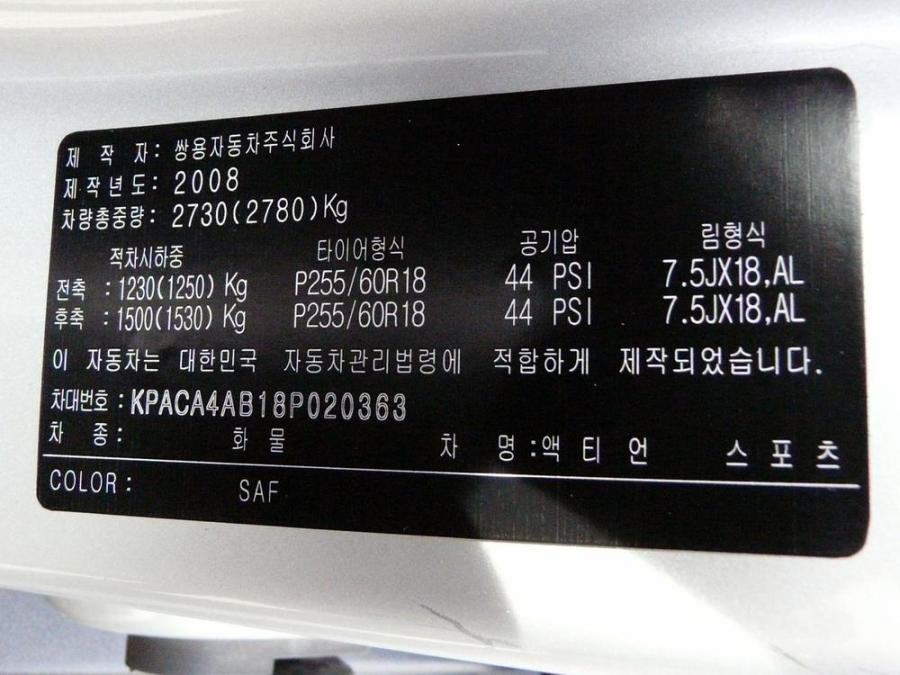 제 작 자: 쌍용자동차주식회사
제작년도: 2008
차량총중량: 2730(2780)Kg
적차시하중 타이어형식 공기압 림형식
전축 :1230(1250) Kg P255/60R18 44 PSI 7.5JX18,AL
후축 :1500(1530) Kg P255/60R18 44 PSI 7.5JX18,AL
이 자동차는 대한민국 자동차관리법령에 적합하게 제작되었습니다.
차대번호:KPACA4AB18P020363
차 종: 화 물 차 명:액 티 언 스 포 츠
COLOR: SAF